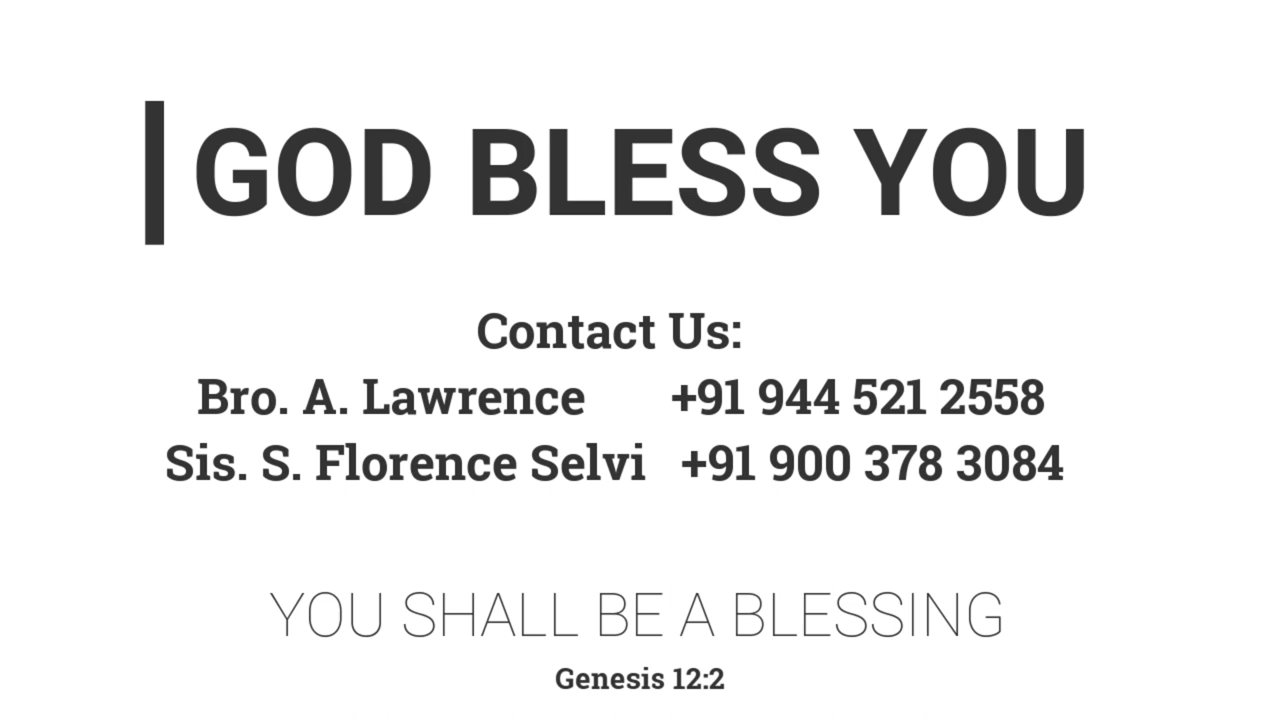 GOD BLESS YOU
Contact Us:
Bro. A. Lawrence +91 944 521 2558
Sis. S. Florence Selvi +91 900 378 3084
YOU SHALL BE A BLESSING
Genesis 12:2